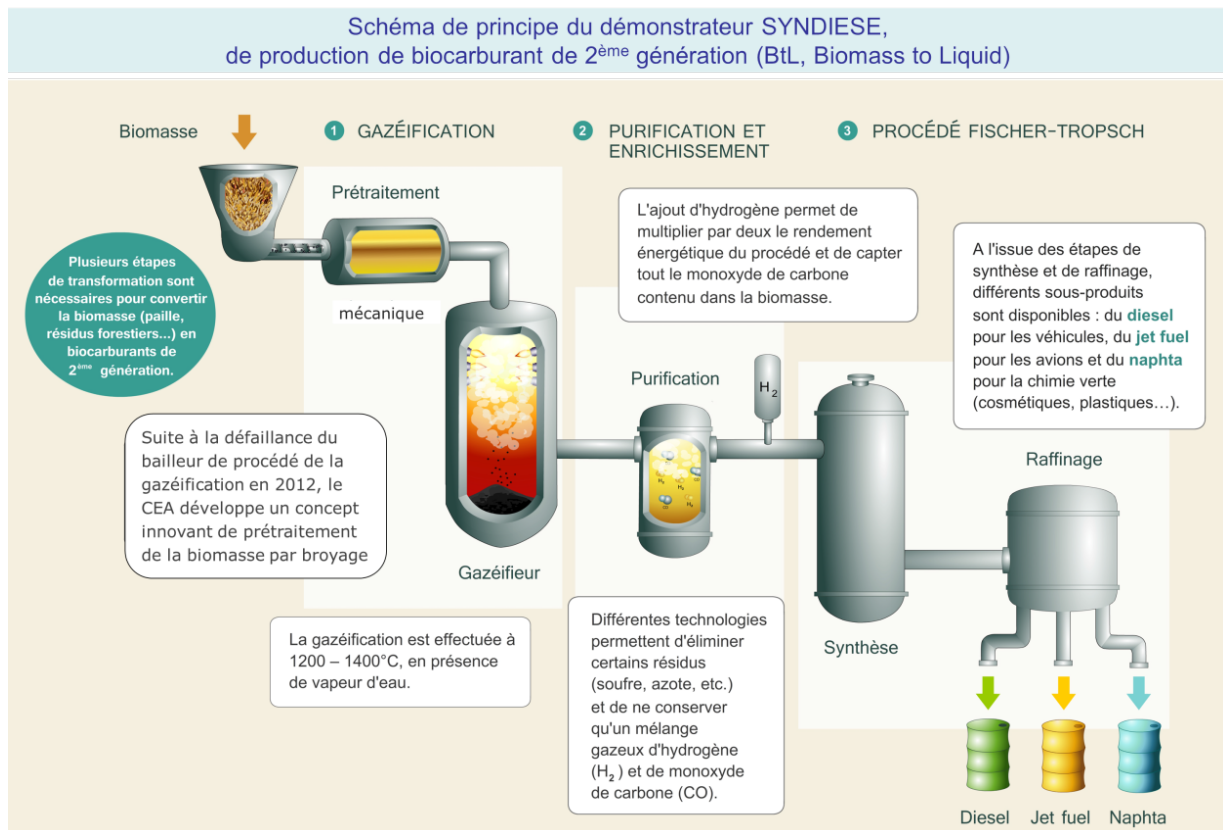 Schéma de principe du démonstrateur SYNDIESE,
de production de biocarburant de 2ème génération (BtL, Biomass to Liquid)
Biomasse
1 GAZÉIFICATION
2 PURIFICATION ET
ENRICHISSEMENT
3 PROCÉDÉ FISCHER-TROPSCH
Prétraitement
mécanique
Plusieurs étapes
de transformation sont
nécessaires pour convertir
la biomasse (paille,
résidus forestiers...) en
biocarburants de
2ème génération.
L'ajout d'hydrogène permet de
multiplier par deux le rendement
énergétique du procédé et de capter
tout le monoxyde de carbone
contenu dans la biomasse.
A l'issue des étapes de
synthèse et de raffinage,
différents sous-produits
sont disponibles : du diesel
pour les véhicules, du jet fuel
pour les avions et du naphta
pour la chimie verte
(cosmétiques, plastiques…).
Suite à la défaillance du
bailleur de procédé de la
gazéification en 2012, le
CEA développe un concept
innovant de prétraitement
de la biomasse par broyage
Purification
H2
Raffinage
Gazéifieur
La gazéification est effectuée à
1200 – 1400°C, en présence
de vapeur d'eau.
Différentes technologies
permettent d'éliminer
certains résidus
(soufre, azote, etc.)
et de ne conserver
qu'un mélange
gazeux d'hydrogène
(H2) et de monoxyde
de carbone (CO).
Synthèse
Diesel
Jet fuel
Naphta